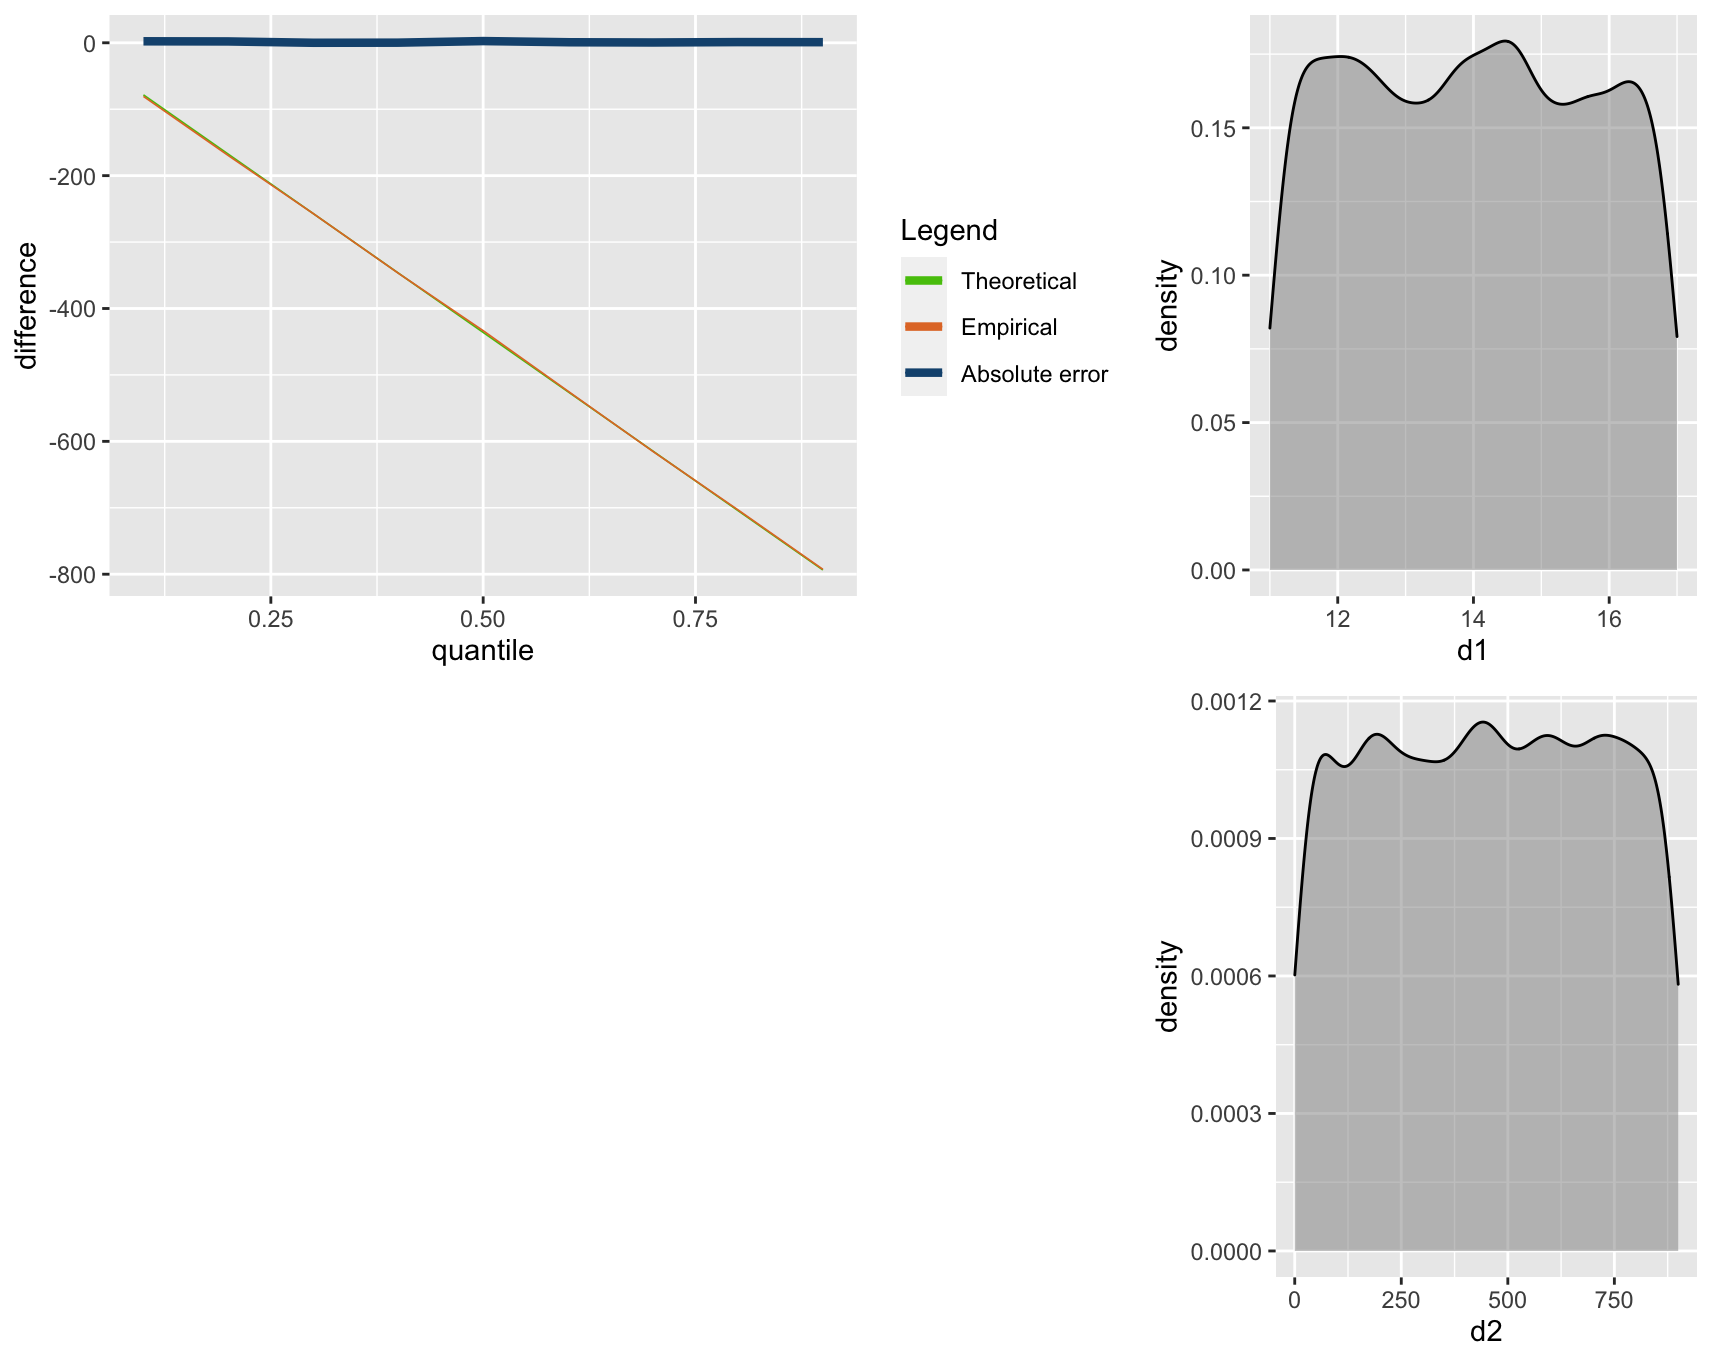 difference
0
-200
-400
-600
-800
0.25 0.50 0.75
quantile
Legend
Theoretical
Empirical
Absolute error
density
0.15
0.10
0.05
0.00
12 14 16
d1
density
0.0012
0.0009
0.0006
0.0003
0.0000
0 250 500 750
d2